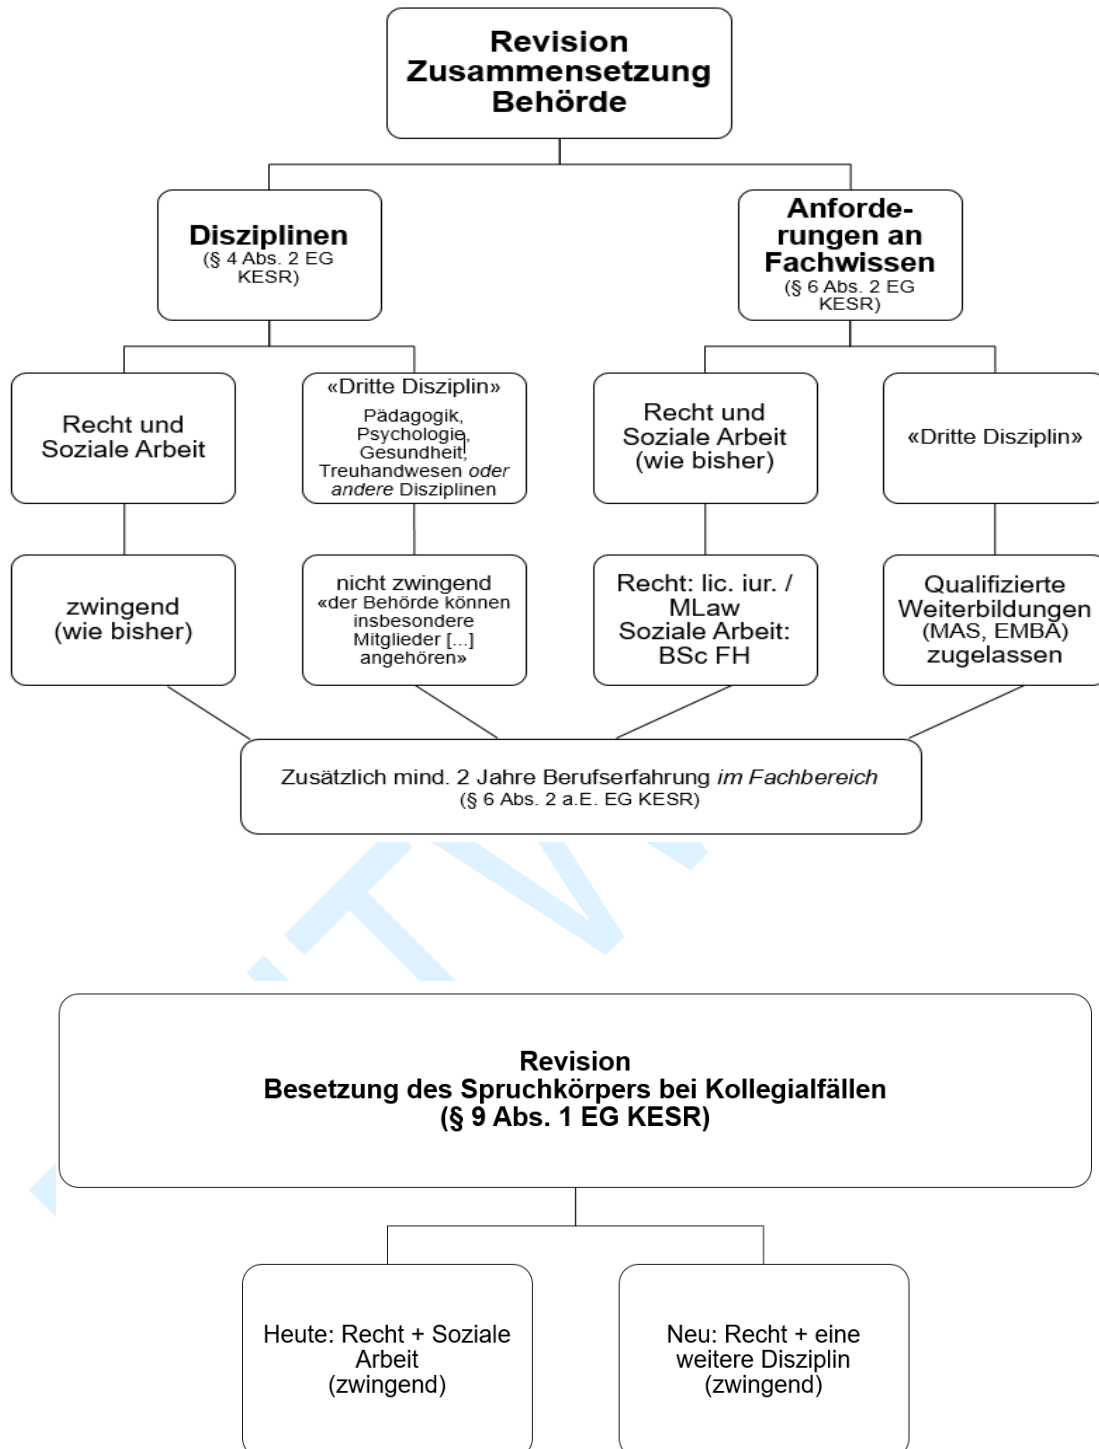 Revision
Zusammensetzung
Behörde
Disziplinen
(§ 4 Abs. 2 EG
KESR)
Anforde-
rungen an
Fachwissen
(§ 6 Abs. 2 EG
KESR)
Recht und
Soziale Arbeit
«Dritte Disziplin»
Pädagogik,
Psychologie,
Gesundheit,
Treuhandwesen oder
andere Disziplinen
Recht und
Soziale Arbeit
(wie bisher)
«Dritte Disziplin»
zwingend
(wie bisher)
nicht zwingend
«der Behörde können
insbesondere
Mitglieder [...]
angehören»
Recht: lic. iur. /
MLaw
Soziale Arbeit:
BSc FH
Qualifizierte
Weiterbildungen
(MAS, EMBA)
zugelassen
Zusätzlich mind. 2 Jahre Berufserfahrung im Fachbereich
(§ 6 Abs. 2 a.E. EG KESR)
Revision
Besetzung des Spruchkörpers bei Kollegialfällen
(§ 9 Abs. 1 EG KESR)
Heute: Recht + Soziale
Arbeit
(zwingend)
Neu: Recht + eine
weitere Disziplin
(zwingend)